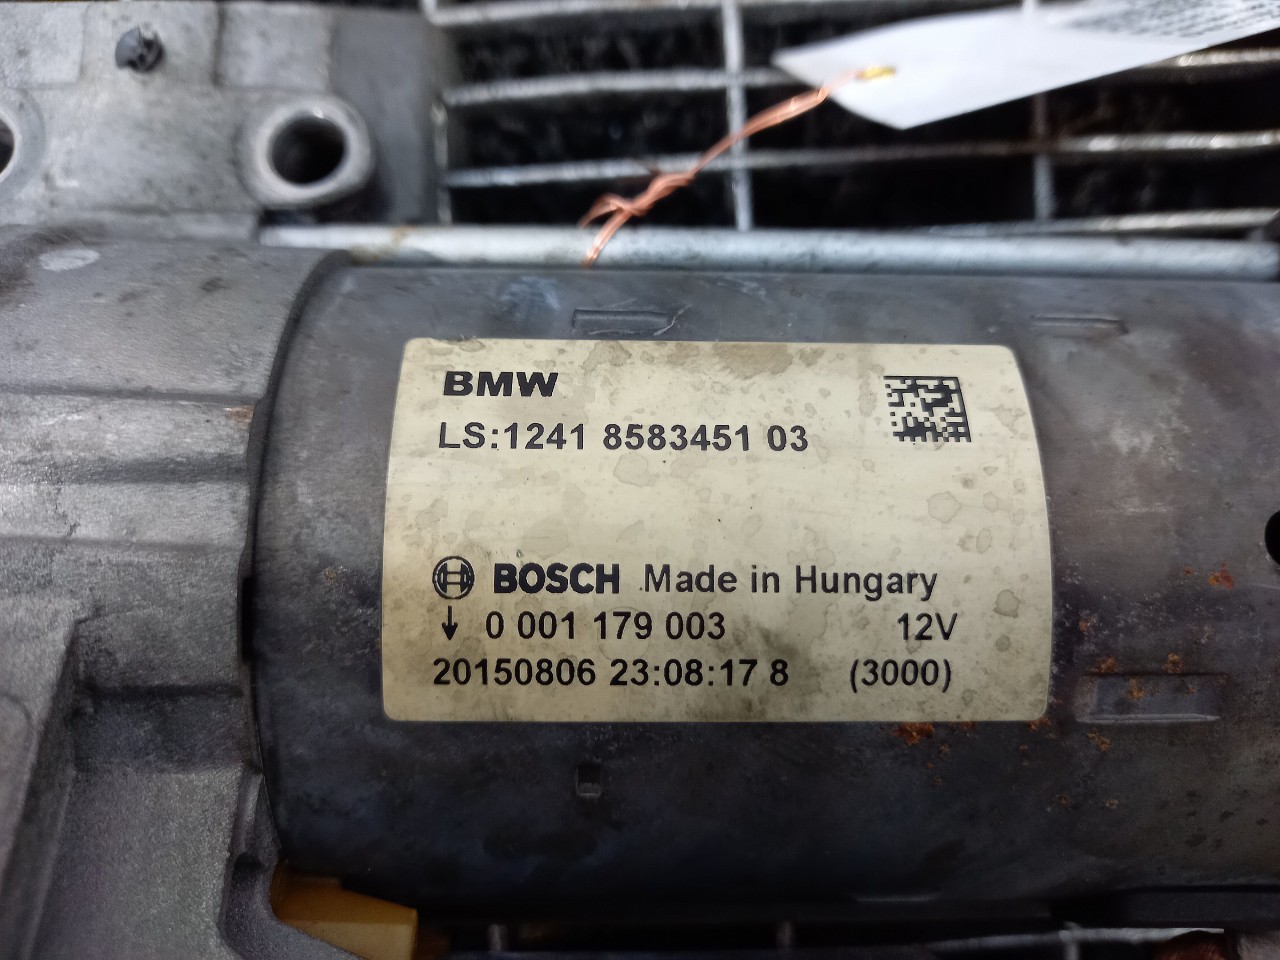 BMW
LS:1241 8583451 03
BOSCH Made in Hungary
↓ 0 001 179 003 12V
20150806 23:08:17 8 (3000)